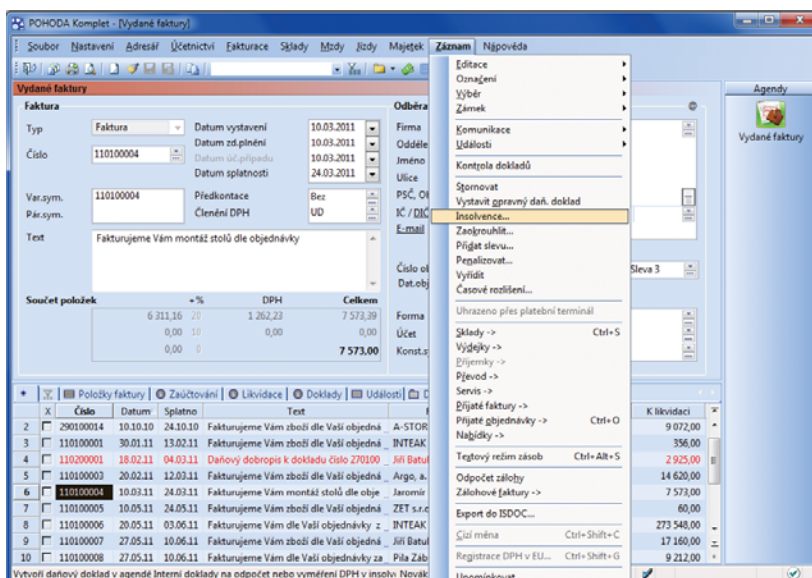 POHODA Komplet - [Vydané faktury]
Soubor Nastavení Adresář Účetnictví Fakturace Sklady Mzdy Jízdy Majetek Záznam Nápověda
Vydané faktury
Agendy
Vydané faktury
Faktura
Odběra
Typ Faktura Datum vystavení 10.03.2011 Firma
Datum zd.plnění 10.03.2011 Odděle
Číslo 110100004 Datum úč.případu 10.03.2011 Jméno
Datum splatnosti 24.03.2011 Ulice
Var.sym. 110100004 Předkontace Bez PSČ, Ob
Pár.sym. Členění DPH UD IČ / DIČ
E-mail
Text Fakturujeme Vám montáž stolů dle objednávky
Číslo ob Sleva 3
Dat.obj
Součet položek +% DPH Celkem
6 311,16 20 1 262,23 7 573,39 Forma
0,00 10 0,00 0,00 Účet
0,00 0 7 573,00 Konst.s
Editace
Označení
Výběr
Zámek
Komunikace
Události
Kontrola dokladů
Stornovat
Vystavit opravný daň. doklad
Insolvence...
Zaokrouhlit...
Přidat slevu...
Penalizovat...
Vyřídit
Časové rozlišení...
Uhrazeno přes platební terminál
Sklady -> Ctrl+S
Výdejky ->
Příjemky ->
Převod ->
Servis ->
Přijaté faktury ->
Přijaté objednávky -> Ctrl+O
Nabídky ->
Textový režim zásob Ctrl+Alt+S
Odpočet zálohy
Zálohové faktury ->
Export do ISDOC...
Cizí měna Ctrl+Shift+C
Registrace DPH v EU... Ctrl+Shift+G
Upomínkovat
Položky faktury Zaúčtování Likvidace Doklady Události D
X Číslo Datum Splatno Text K likvidaci
2 290100014 10.10.10 24.10.10 Fakturujeme Vám zboží dle Vaší objedná A-STOR 9 072,00
3 110100001 30.01.11 13.02.11 Fakturujeme Vám zboží dle Vaší objedná INTEAK 356,00
4 110200001 18.02.11 04.03.11 Daňový dobropis k dokladu číslo 270100 Jiří Batul 2 925,00
5 110100003 20.02.11 12.03.11 Fakturujeme Vám zboží dle Vaší objedná Argo, a. 14 620,00
6 110100004 10.03.11 24.03.11 Fakturujeme Vám montáž stolů dle obje Jaromír 7 573,00
7 110100005 10.05.11 24.05.11 Fakturujeme Vám zboží dle Vaší objedná ZET s.r.o 60,00
8 110100006 20.05.11 03.06.11 Fakturujeme Vám dle Vaší objednávky z INTEAK 273 548,00
9 110100007 27.05.11 10.06.11 Fakturujeme Vám zboží dle Vaší objedná Jiří Batul 17 160,00
10 110100008 27.05.11 10.06.11 Fakturujeme Vám dle Vaší objednávky za Pila Záb 9 212,00
Vytvoří daňový doklad v agendě Interní doklady na odpočet nebo vyměření DPH v insolv Novák